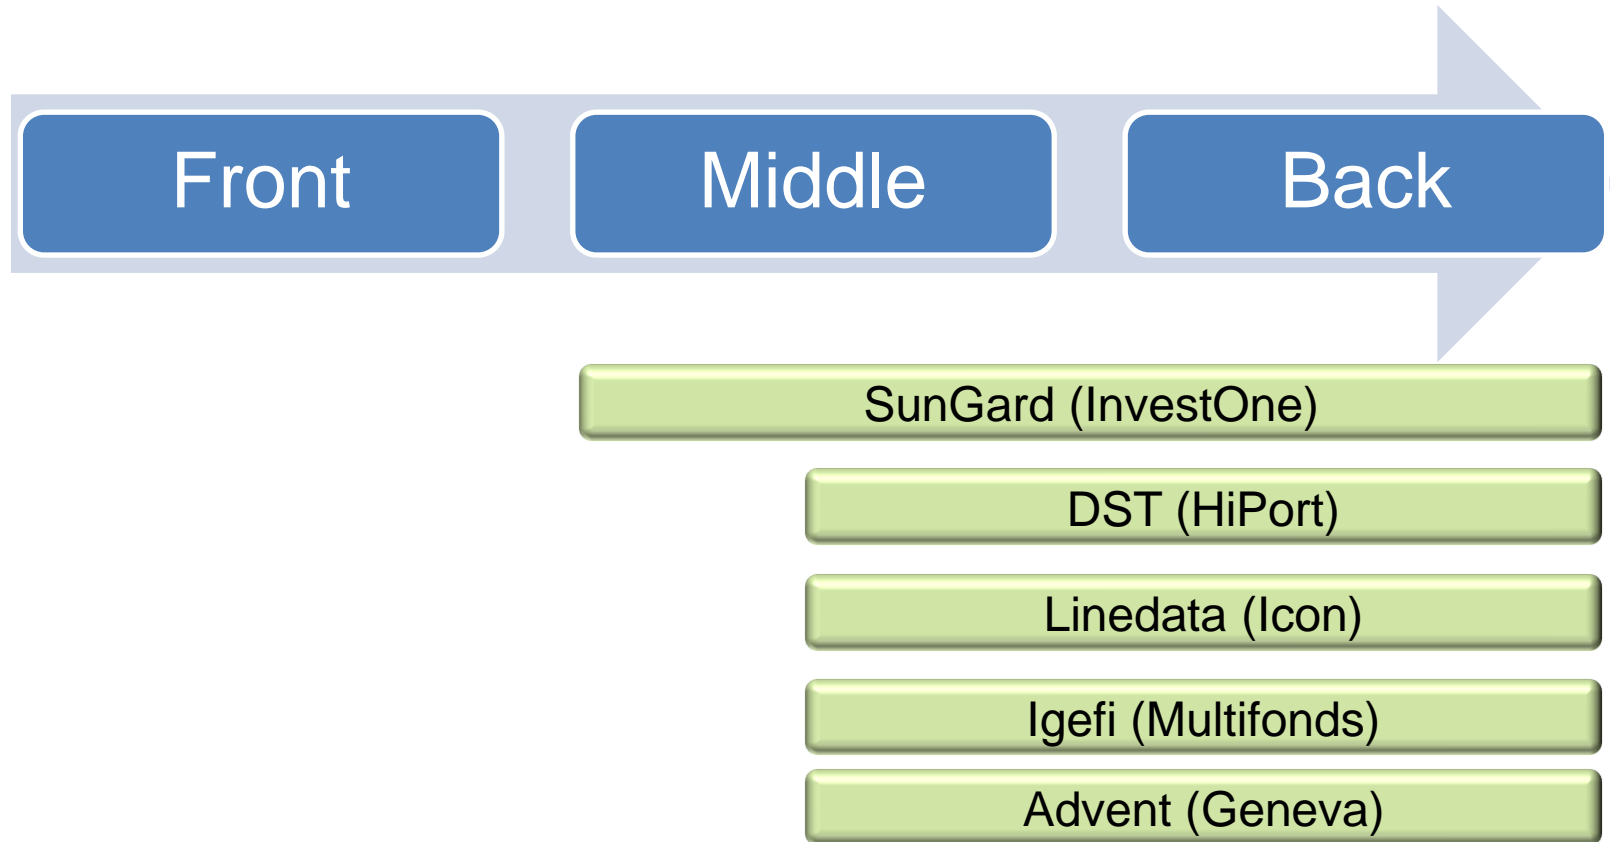 Front
Middle
Back
SunGard (InvestOne)
DST (HiPort)
Linedata (Icon)
Igefi (Multifonds)
Advent (Geneva)